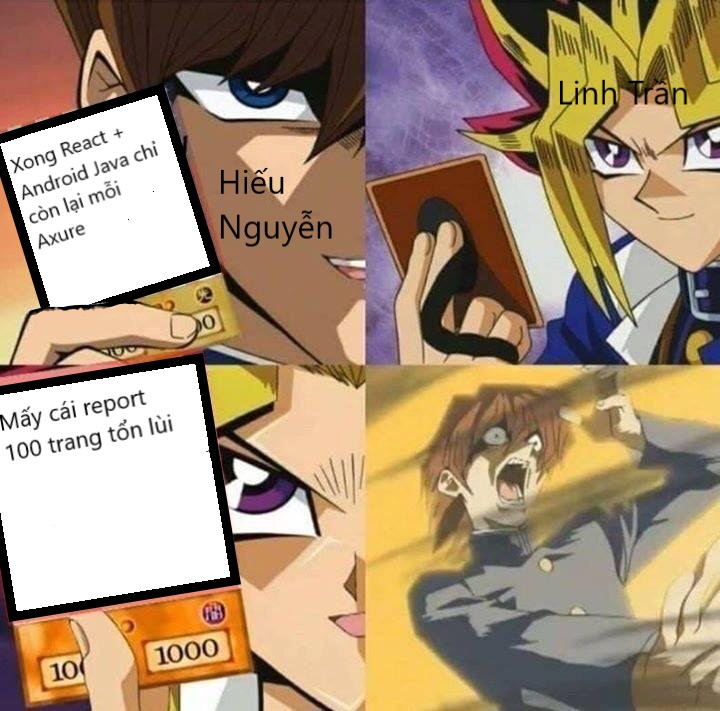 Xong React +
Android Java chỉ
còn lại mỗi
Axure
Hiếu
Nguyễn
Linh Trần
Mấy cái report
100 trang tổn lùi
1000